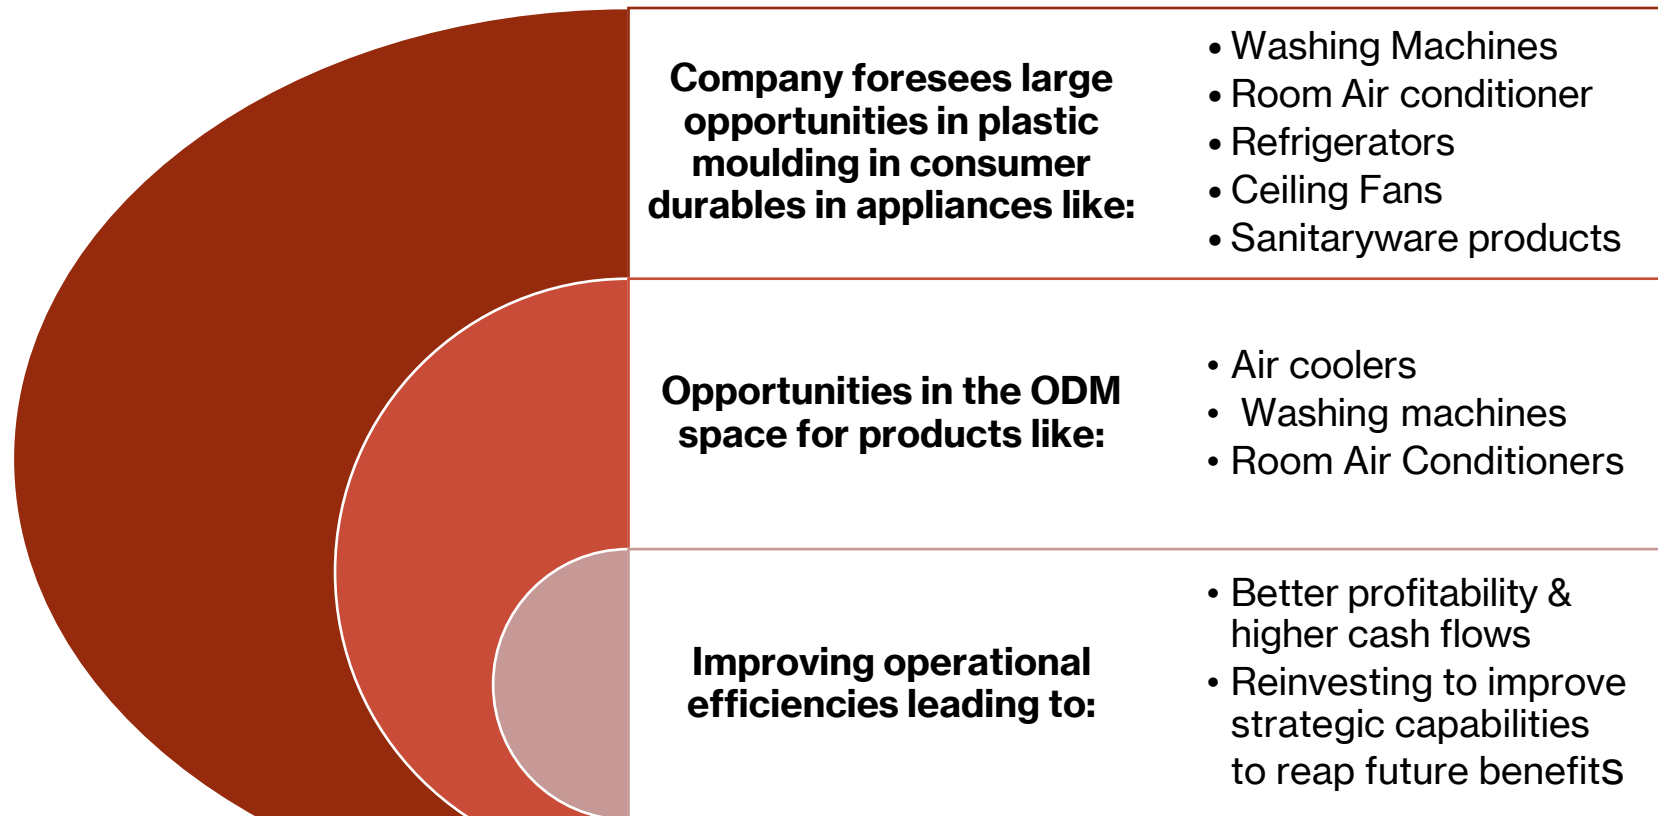 Company foresees large
opportunities in plastic
moulding in consumer
durables in appliances like:
• Washing Machines
• Room Air conditioner
• Refrigerators
• Ceiling Fans
• Sanitaryware products
Opportunities in the ODM
space for products like:
• Air coolers
• Washing machines
• Room Air Conditioners
Improving operational
efficiencies leading to:
• Better profitability &
higher cash flows
• Reinvesting to improve
strategic capabilities
to reap future benefits